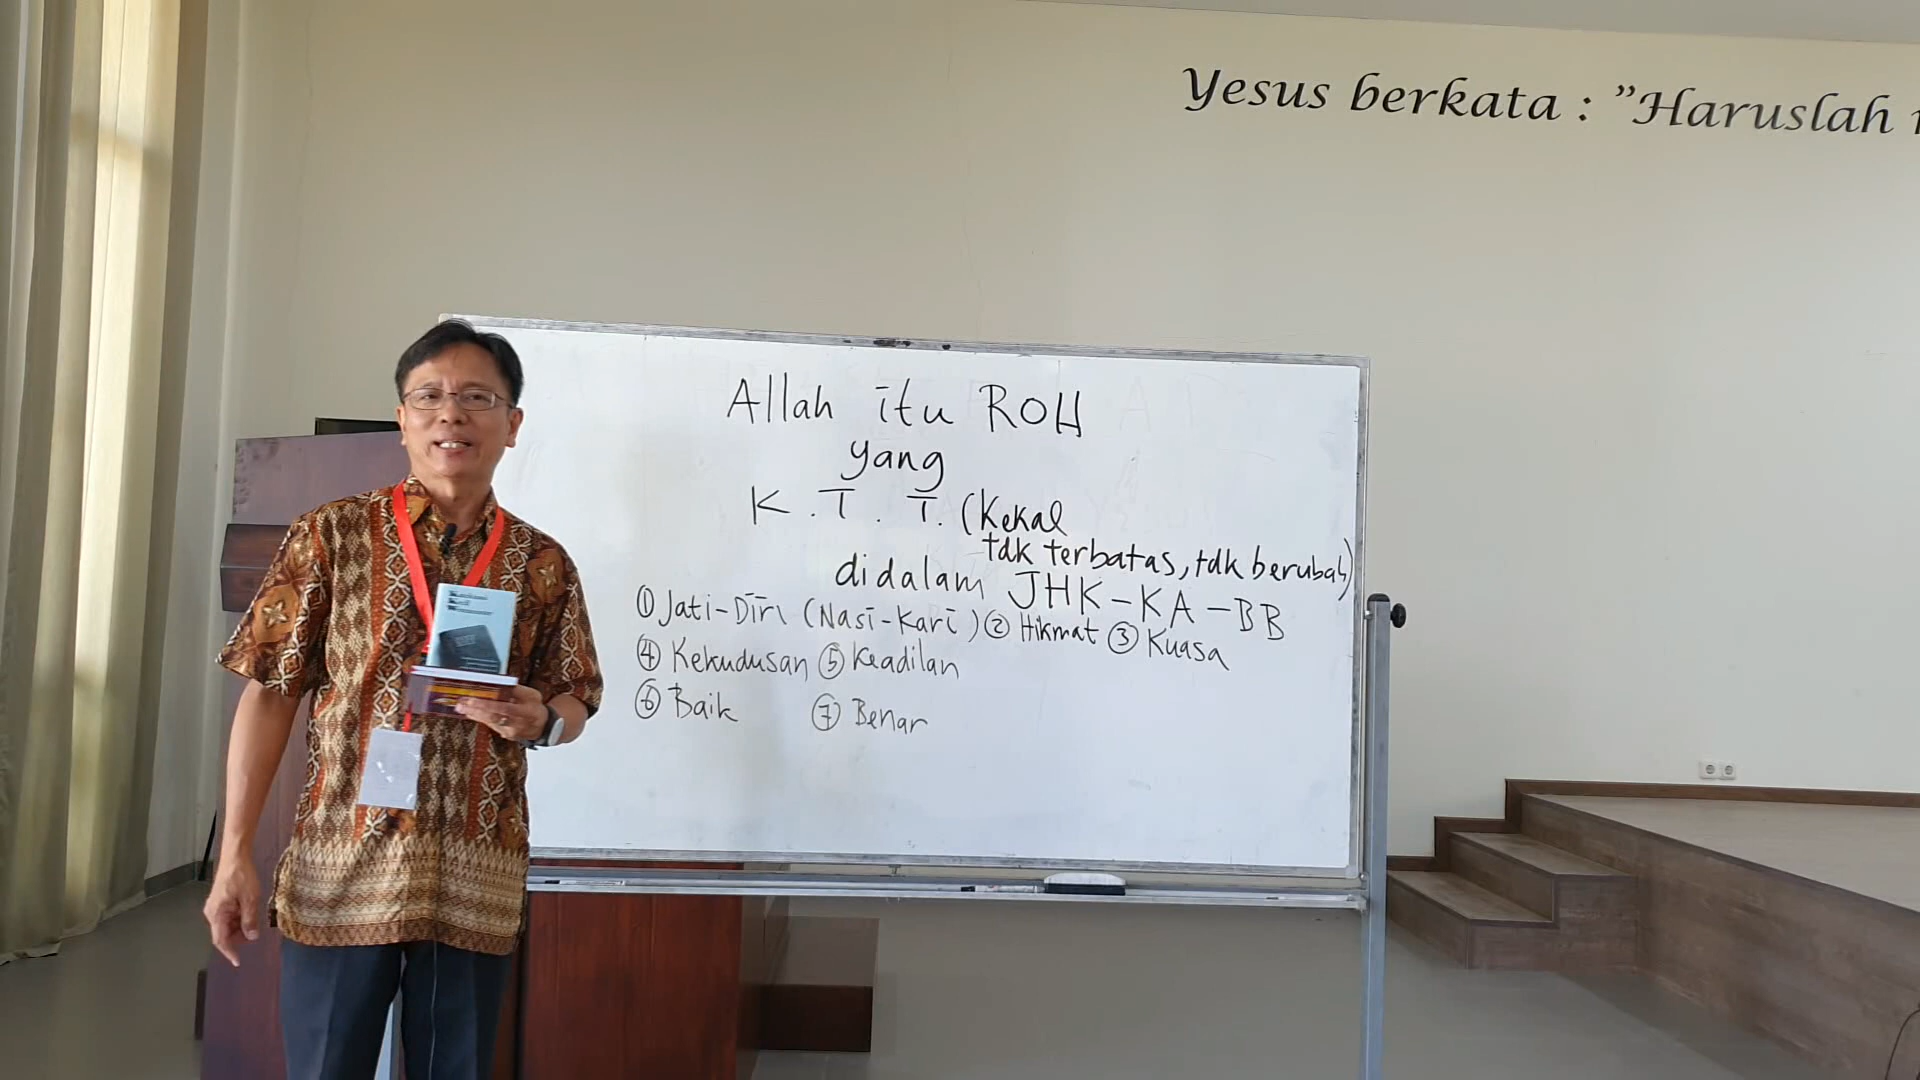 Yesus berkata : "Haruslah
Allah itu ROH
yang
K . T . T. (Kekal
tdk terbatas, tdk berubah)
didalam JHK-KA-BB
① Jati-Diri (Nasi-Kari) ② Hikmat ③ Kuasa
④ Kekudusan ⑤ Keadilan
⑥ Baik ⑦ Benar